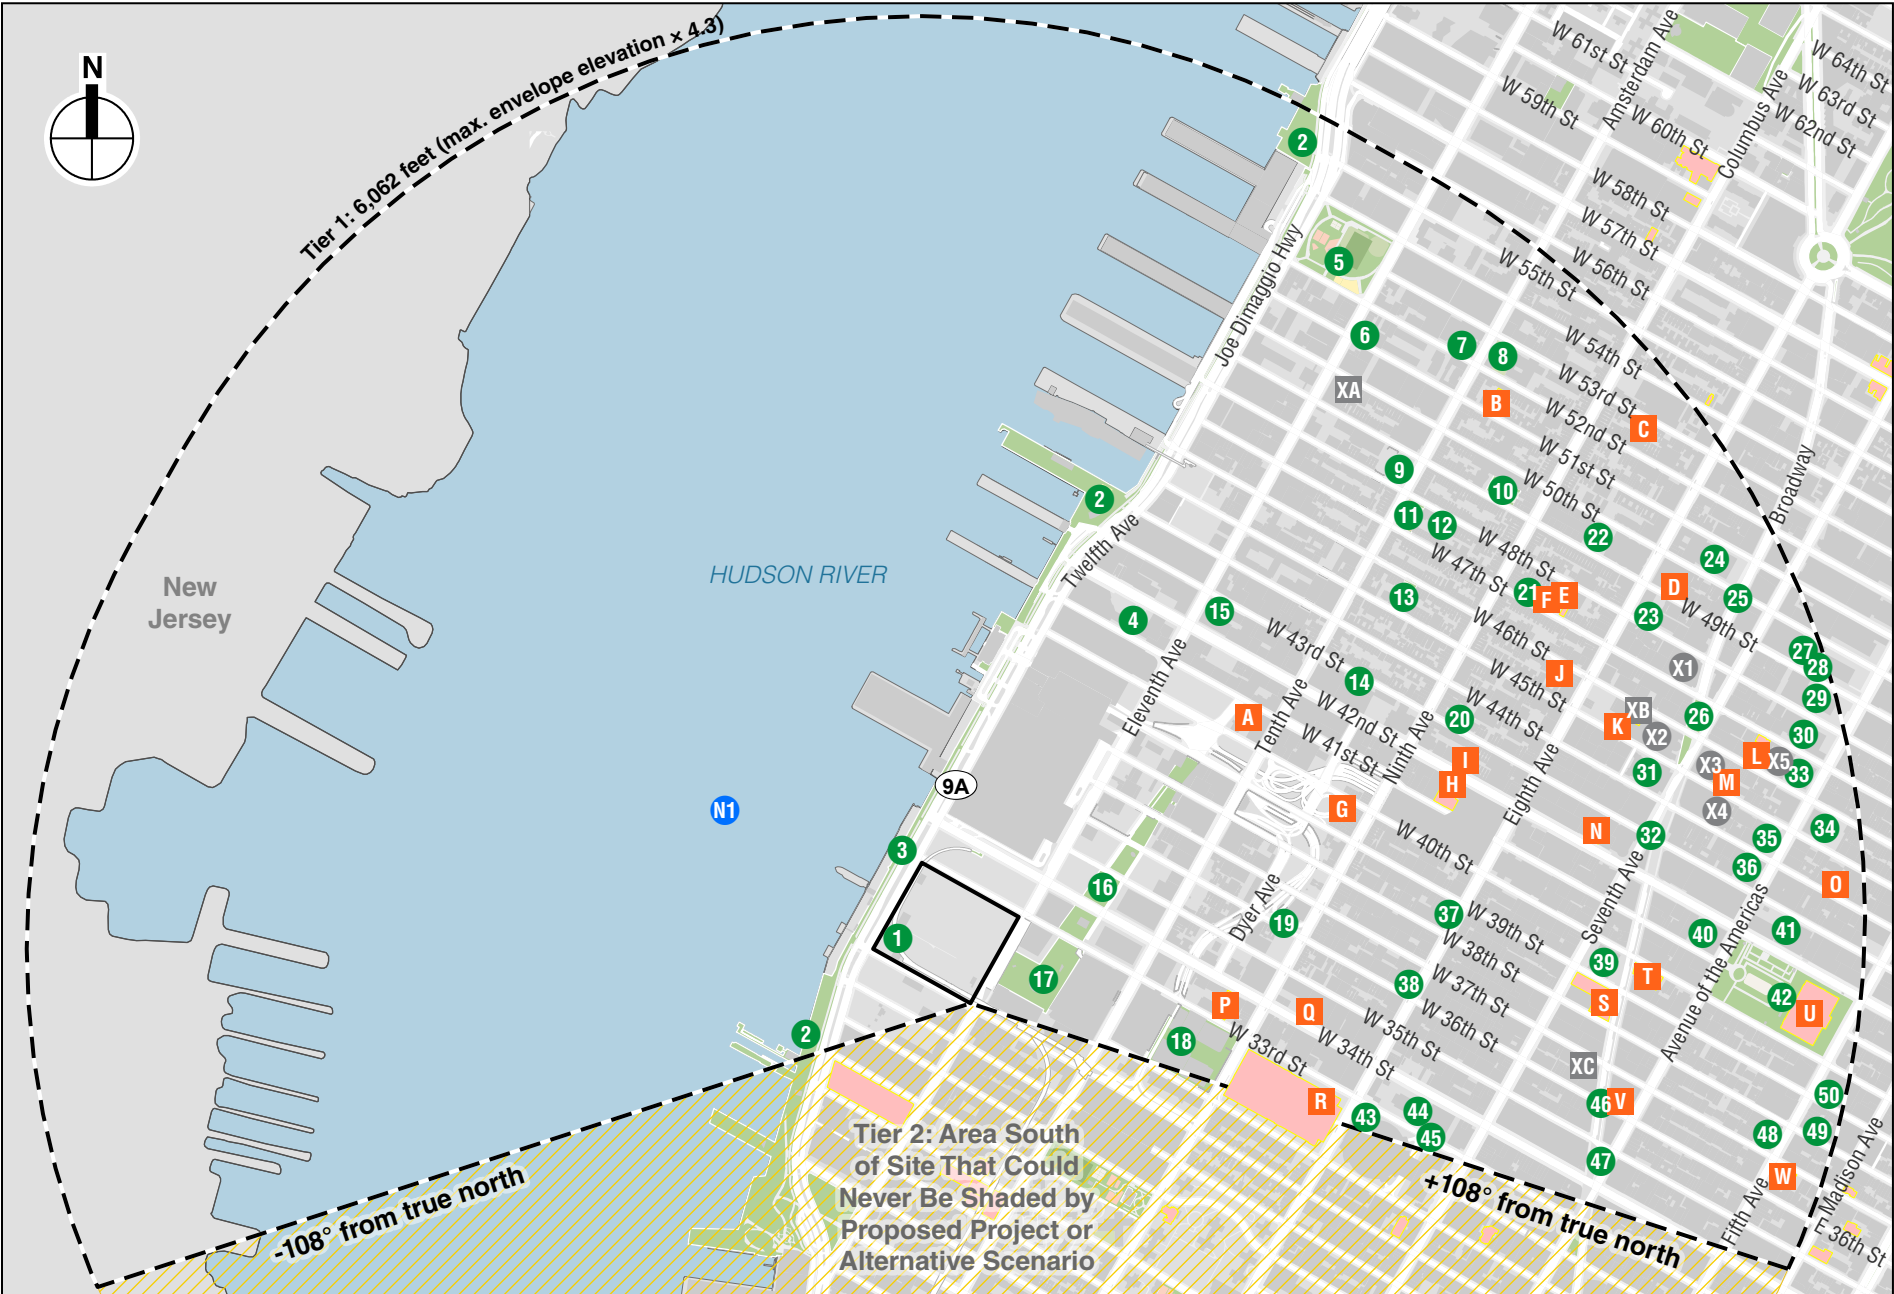 N
Tier 1: 6,062 feet (max. envelope elevation × 4.3)
W 61st St
Amsterdam Ave
W 64th St
W 63rd St
W 62nd St
W 59th St
W 60th St
Columbus Ave
2
W 58th St
W 57th St
W 56th St
W 55th St
5
Joe Dimaggio Hwy
6
7
8
W 54th St
W 53rd St
XA
B
W 52nd St
C
W 51st St
9
10
W 50th St
Broadway
2
11
12
22
Twelfth Ave
W 48th St
24
W 47th St
HUDSON RIVER
New
Jersey
21
F
E
D
25
13
23
W 49th St
4
15
W 43rd St
W 46th St
27
28
X1
J
W 45th St
14
29
Eleventh Ave
Tenth Ave
W 42nd St
W 44th St
A
20
XB
26
K
X2
30
W 41st St
Ninth Ave
I
L
X5
X3
31
33
H
M
Eighth Ave
9A
N1
G
X4
N
32
35
34
3
W 40th St
36
O
16
Dyer Ave
19
37
W 39th St
Seventh Ave
40
41
1
W 38th St
39
17
38
W 37th St
T
Avenue of the Americas
42
S
U
P
Q
W 36th St
2
18
W 33rd St
W 34th St
W 35th St
XC
R
43
44
45
46
V
50
48
49
Tier 2: Area South
of Site That Could
Never Be Shaded by
Proposed Project or
Alternative Scenario
47
W
Fifth Ave
Madison Ave
E 36th St
-108° from true north
+108° from true north